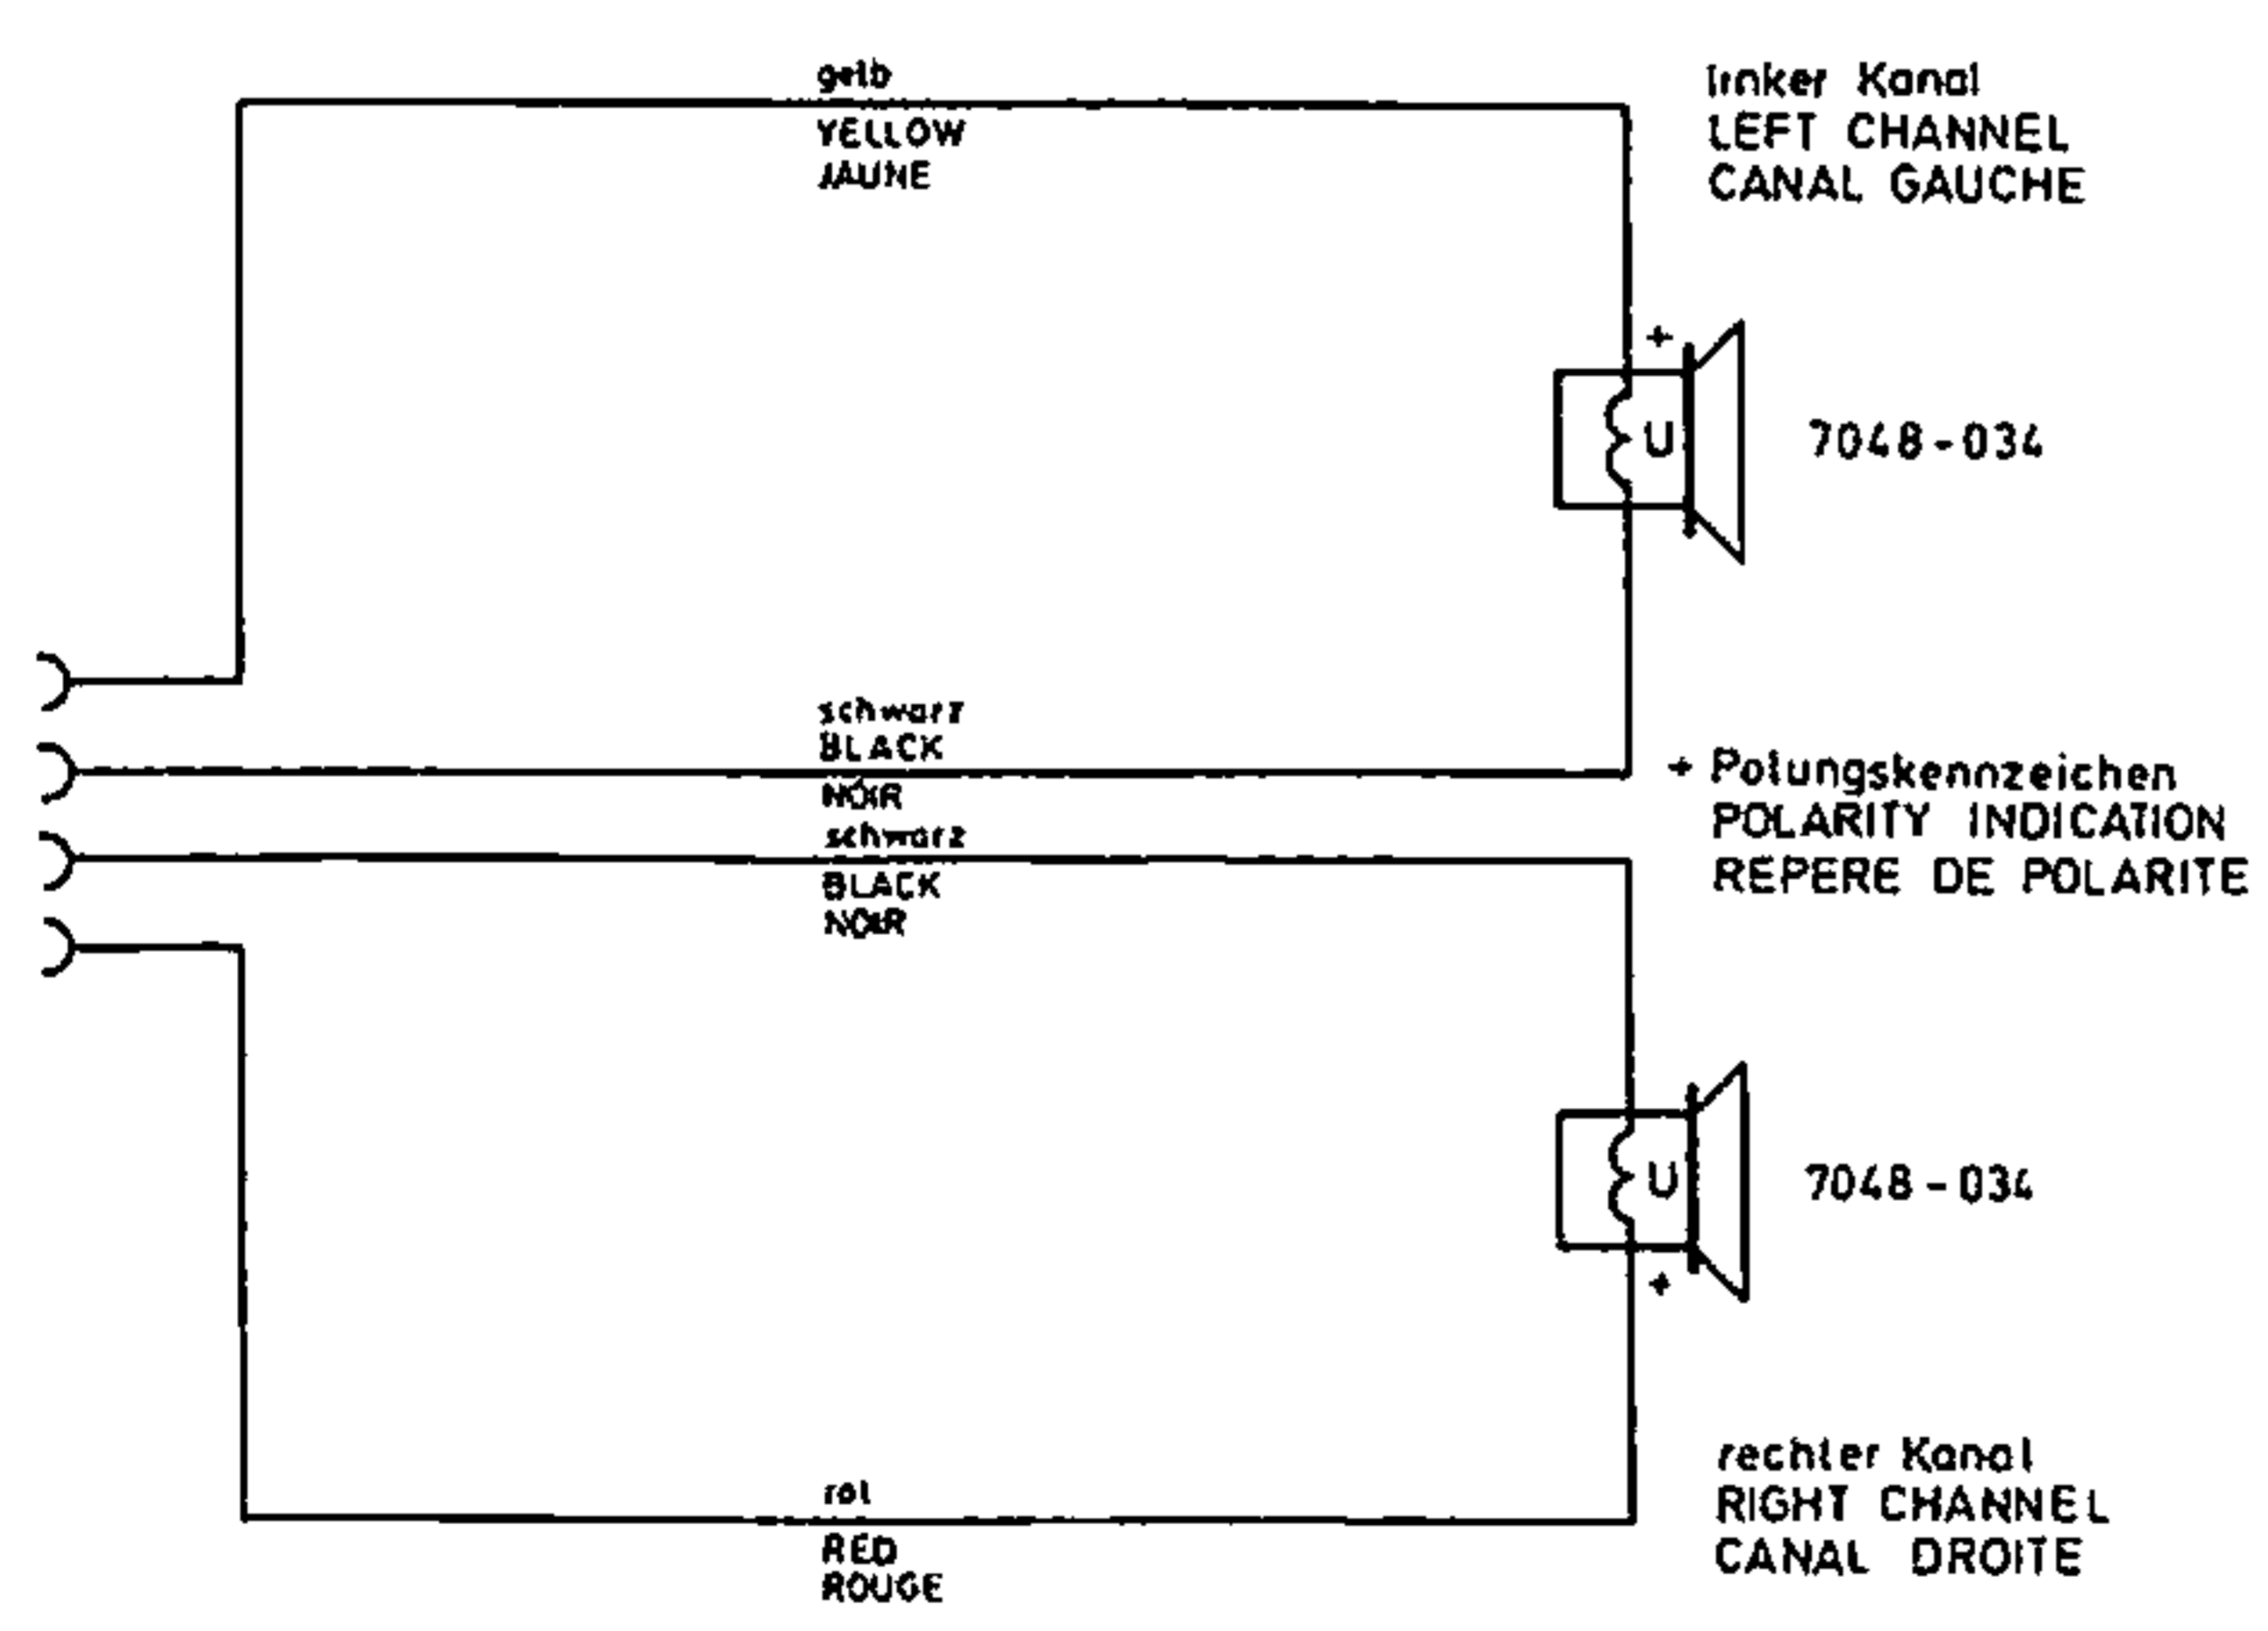 gelb
YELLOW
JAUNE
linker Kanal
LEFT CHANNEL
CANAL GAUCHE
+
U
7048-034
schwarz
BLACK
NOIR
schwarz
BLACK
NOIR
+ Polungskennzeichen
POLARITY INDICATION
REPERE DE POLARITE
U
7048-034
+
rot
RED
ROUGE
rechter Kanal
RIGHT CHANNEL
CANAL DROITE